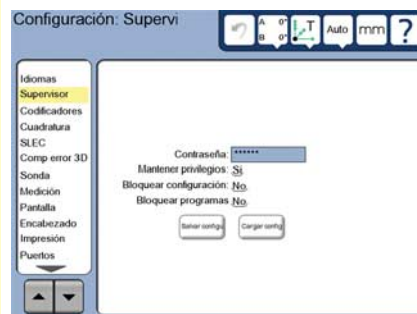 Configuración: Supervi
A 0°
B 0°
T
Auto
mm
?
Idiomas
Supervisor
Codificadores
Cuadratura
SLEC
Comp error 3D
Sonda
Medición
Pantalla
Encabezado
Impresión
Puertos
Contraseña: ******
Mantener privilegios: Si
Bloquear configuración: No
Bloquear programas No
Salvar configu
Cargar config